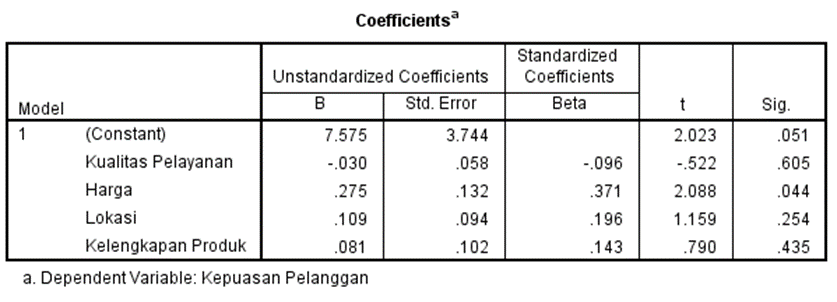 Coefficientsa
Unstandardized Coefficients Standardized Coefficients
Model B Std. Error Beta t Sig.
1 (Constant) 7.575 3.744 2.023 .051
Kualitas Pelayanan -.030 .058 -.096 -.522 .605
Harga .275 .132 .371 2.088 .044
Lokasi .109 .094 .196 1.159 .254
Kelengkapan Produk .081 .102 .143 .790 .435
a. Dependent Variable: Kepuasan Pelanggan